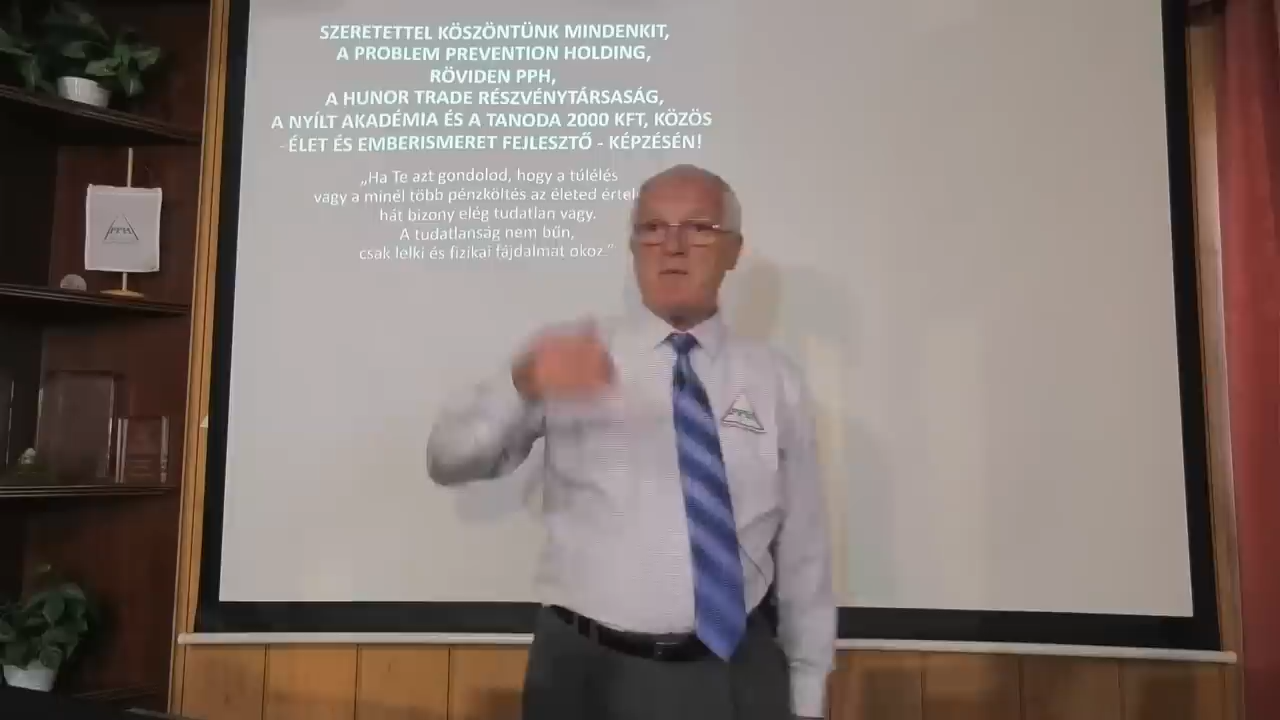 SZERETETTEL KÖSZÖNTÜNK MINDENKIT,
A PROBLEM PREVENTION HOLDING,
RÖVIDEN PPH,
A HUNOR TRADE RÉSZVÉNYTÁRSASÁG,
A NYÍLT AKADÉMIA ÉS A TANODA 2000 KFT, KÖZÖS
- ÉLET ÉS EMBERISMERET FEJLESZTŐ - KÉPZÉSÉN!
„Ha Te azt gondolod, hogy a túlélés
vagy a minél több pénzköltés az életed
hát bizony elég tudatlan vagy.
A tudatlanság nem bűn,
csak lelki és fizikai fájdalmat okoz.”